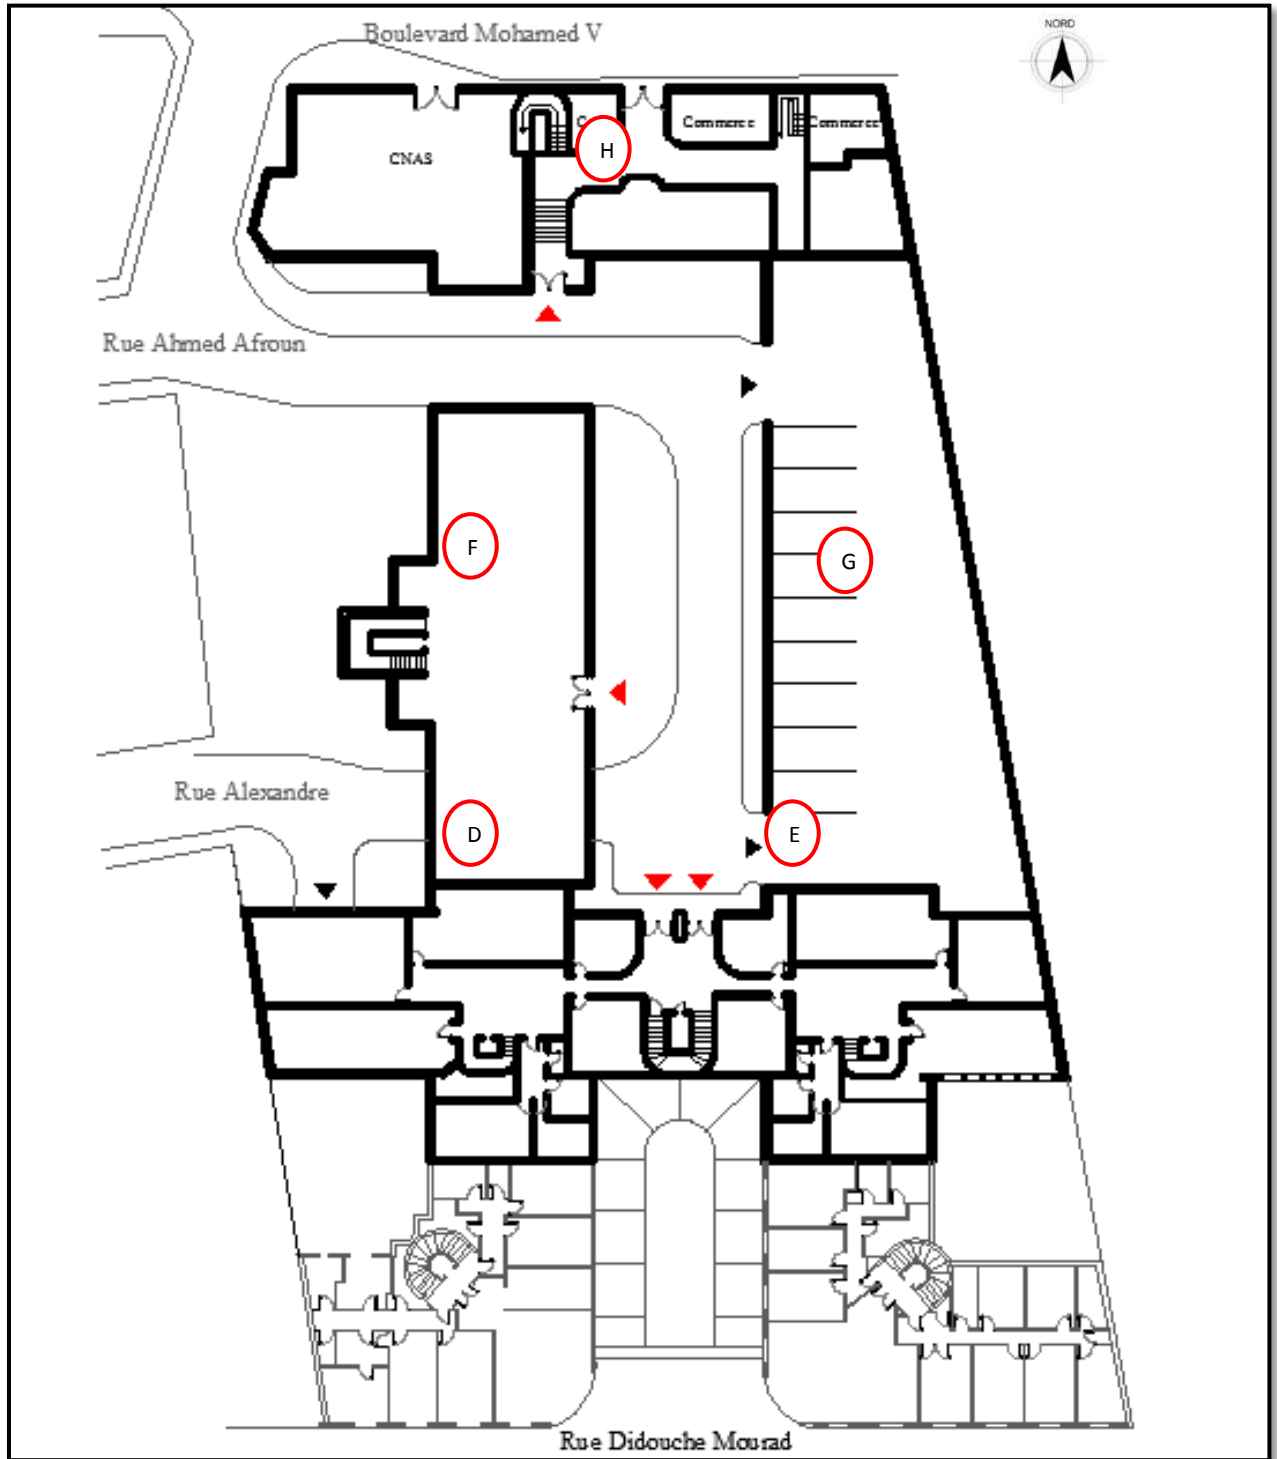 Boulevard Mohamed V
NORD
Commerce
Commerce
CNAS
H
Rue Ahmed Afroun
F
G
Rue Alexandre
D
E
Rue Didouche Mourad